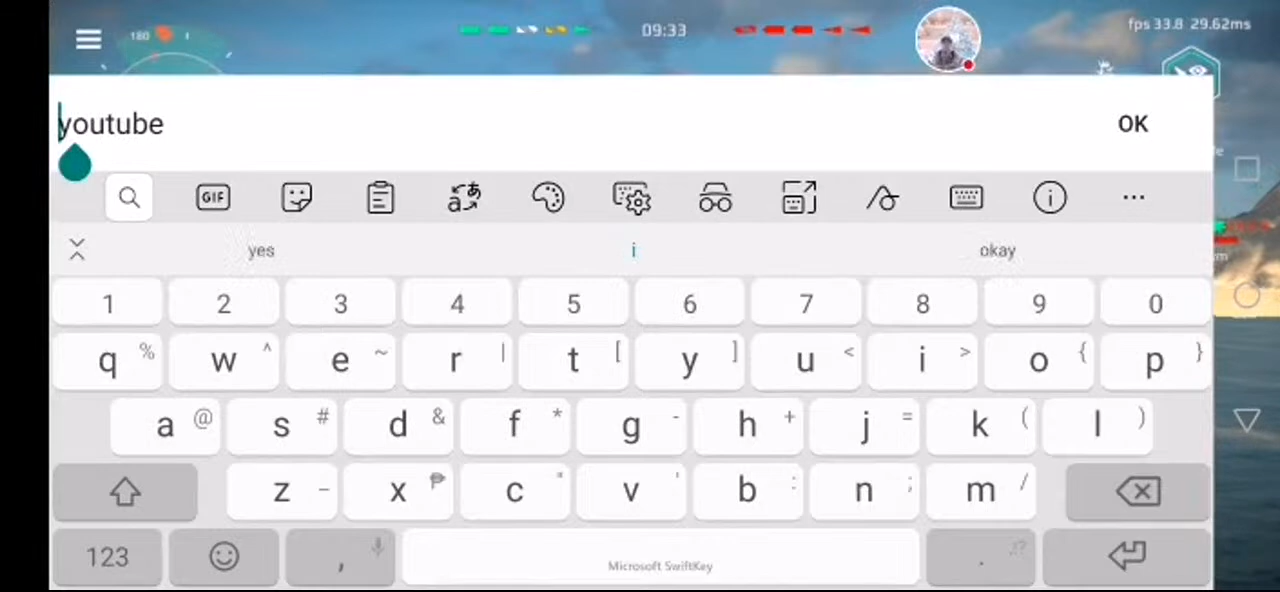 180
09:33
fps 33.8 29.62ms
youtube
OK
GIF
yes i okay
1 2 3 4 5 6 7 8 9 0
q % w ^ e ~ r | t [ y ] u < i > o { p }
a @ s # d & f * g - h + j = k ( l )
z _ x ₱ c " v ' b : n ; m /
123 , . !?
Microsoft SwiftKey